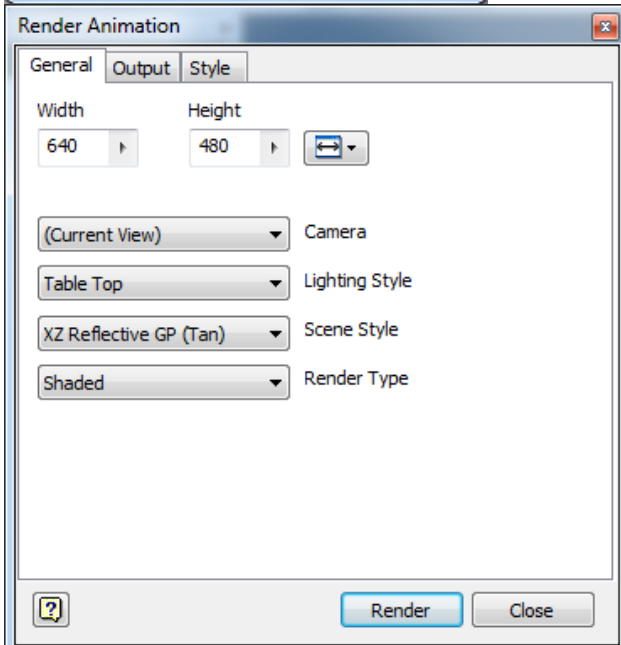 Render Animation
General Output Style
Width Height
640 480
(Current View) Camera
Table Top Lighting Style
XZ Reflective GP (Tan) Scene Style
Shaded Render Type
? Render Close